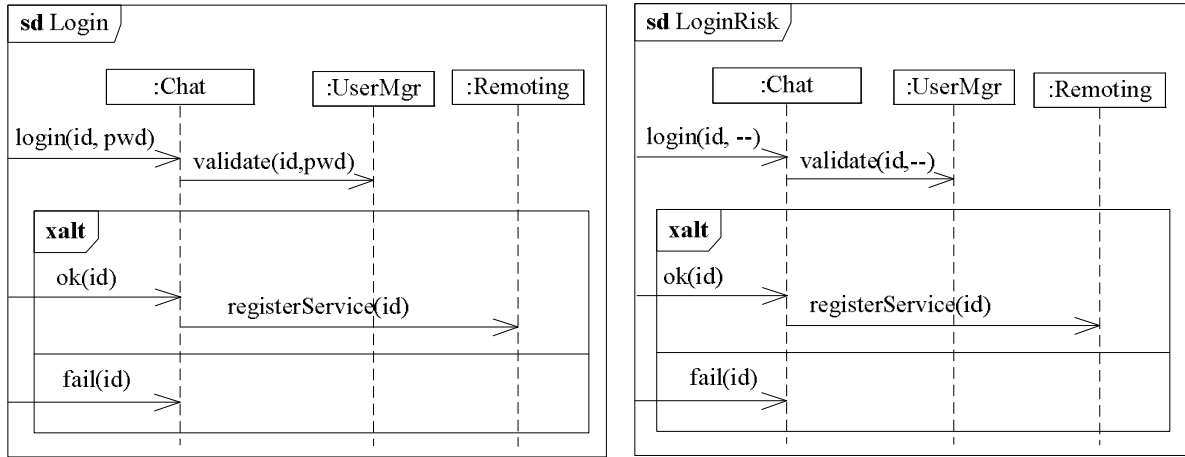 sd Login
:Chat
:UserMgr
:Remoting
login(id, pwd)
validate(id,pwd)
xalt
ok(id)
registerService(id)
fail(id)
sd LoginRisk
:Chat
:UserMgr
:Remoting
login(id, --)
validate(id,--)
xalt
ok(id)
registerService(id)
fail(id)